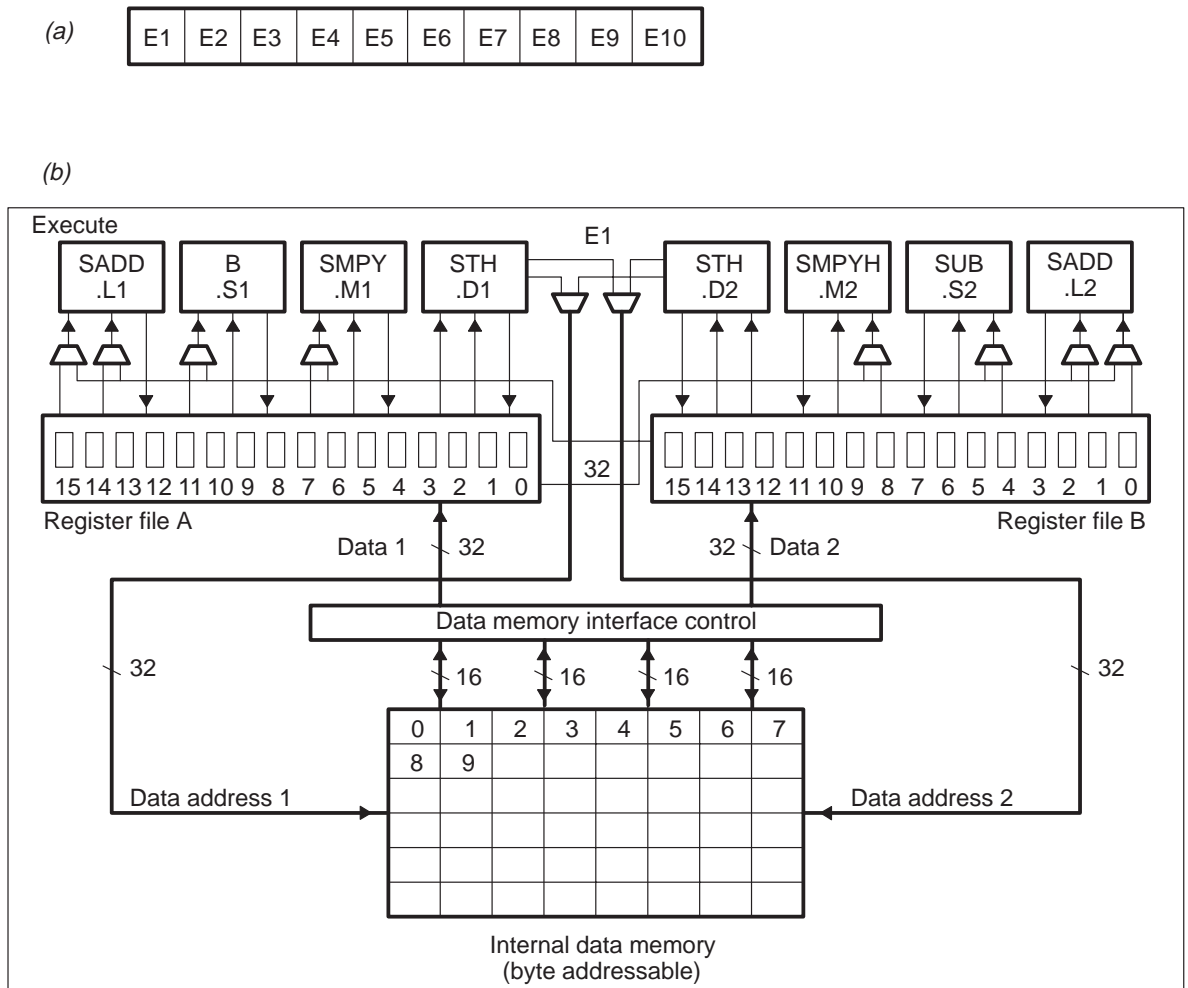 (a)
E1 E2 E3 E4 E5 E6 E7 E8 E9 E10
(b)
Execute
E1
SADD .L1
B .S1
SMPY .M1
STH .D1
STH .D2
SMPYH .M2
SUB .S2
SADD .L2
15 14 13 12 11 10 9 8 7 6 5 4 3 2 1 0
32
15 14 13 12 11 10 9 8 7 6 5 4 3 2 1 0
Register file A
Register file B
Data 1 32
32 Data 2
Data memory interface control
32
16 16 16 16
32
0 1 2 3 4 5 6 7
8 9
Data address 1
Data address 2
Internal data memory
(byte addressable)